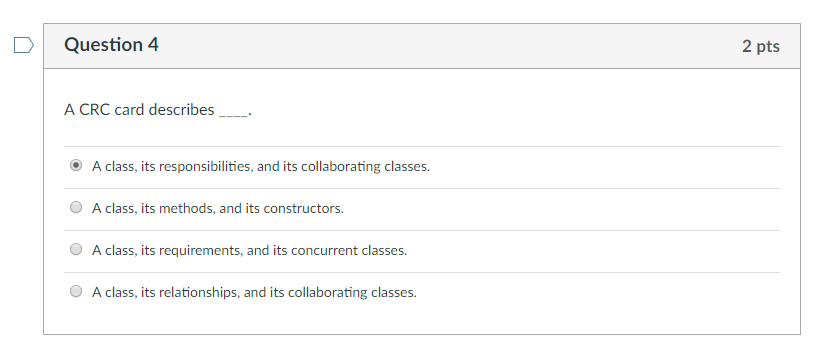 Question 4
2 pts
A CRC card describes ____.
A class, its responsibilities, and its collaborating classes.
A class, its methods, and its constructors.
A class, its requirements, and its concurrent classes.
A class, its relationships, and its collaborating classes.